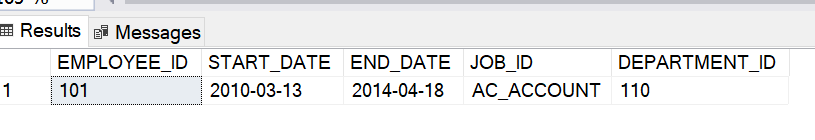 Results Messages
EMPLOYEE_ID START_DATE END_DATE JOB_ID DEPARTMENT_ID
1 101 2010-03-13 2014-04-18 AC_ACCOUNT 110